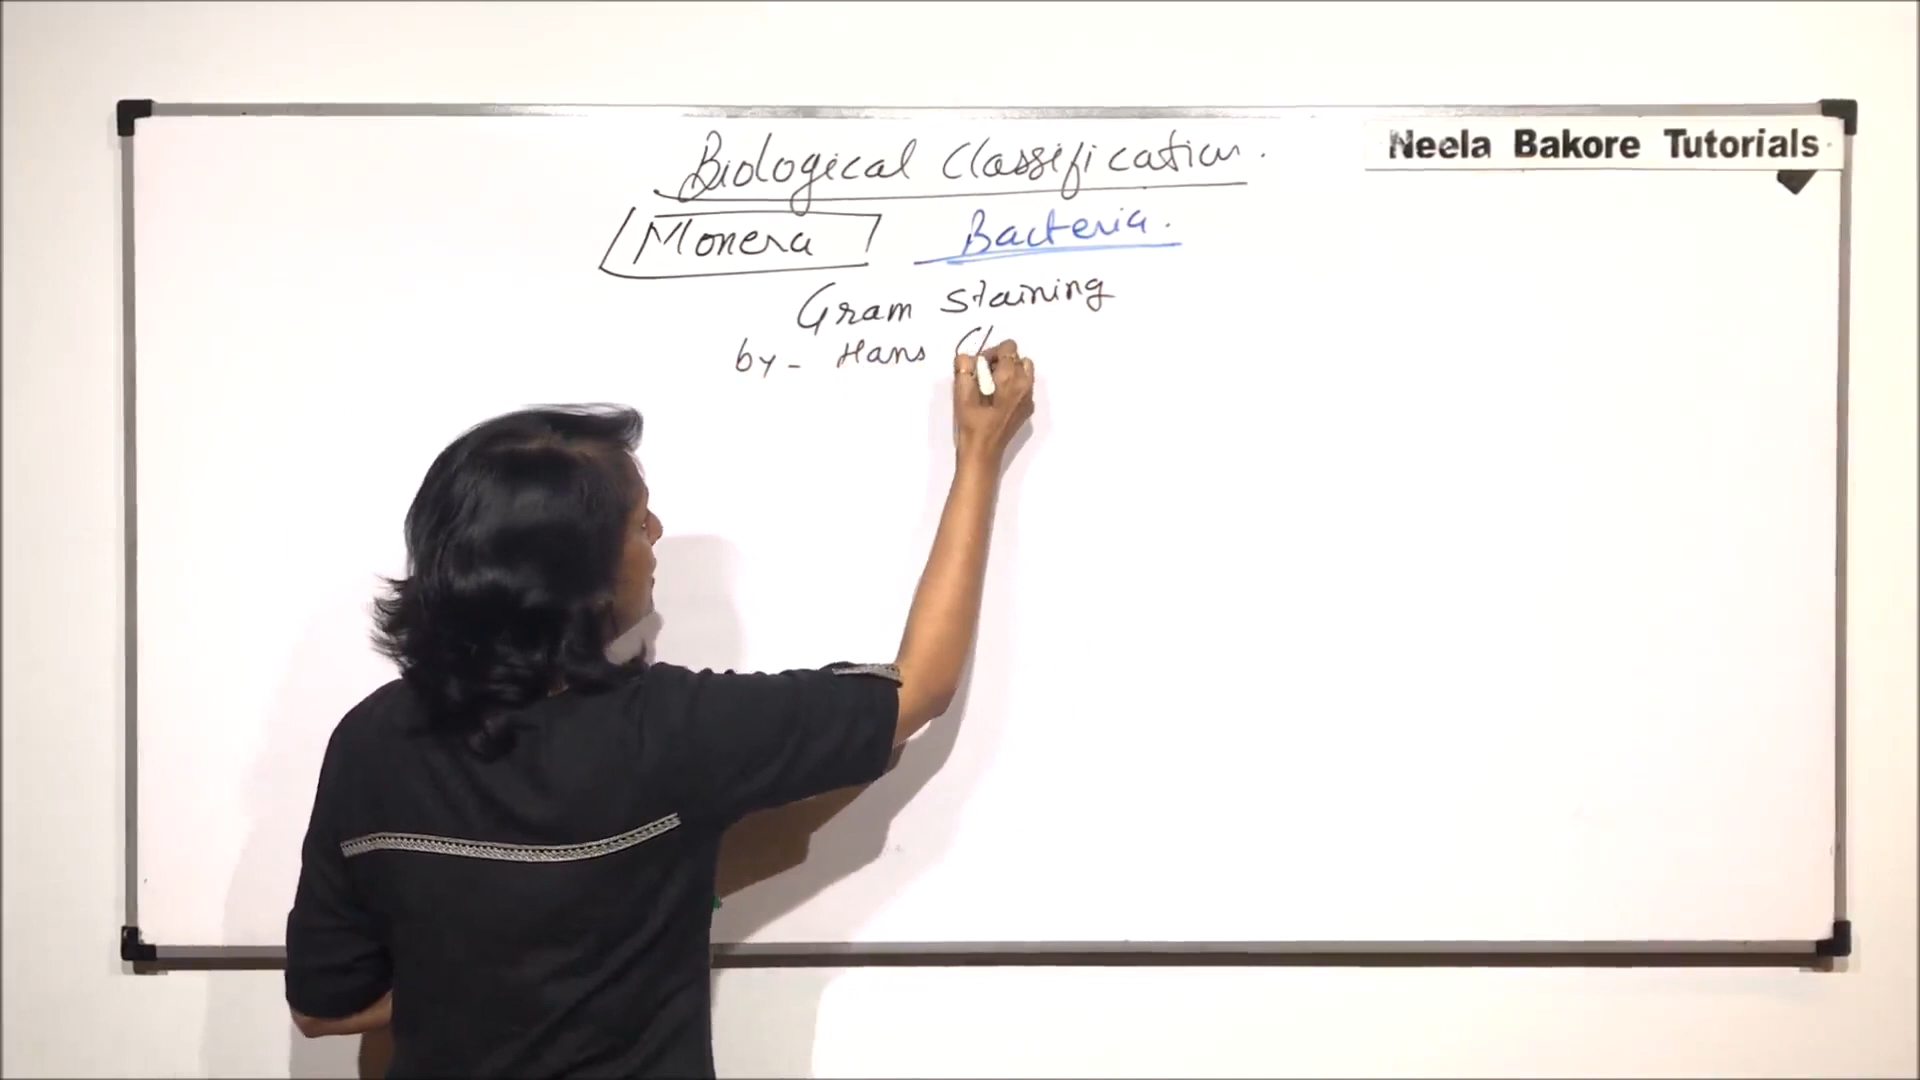 Neela Bakore Tutorials
Biological Classification.
Monera Bacteria.
Gram Staining
by - Hans